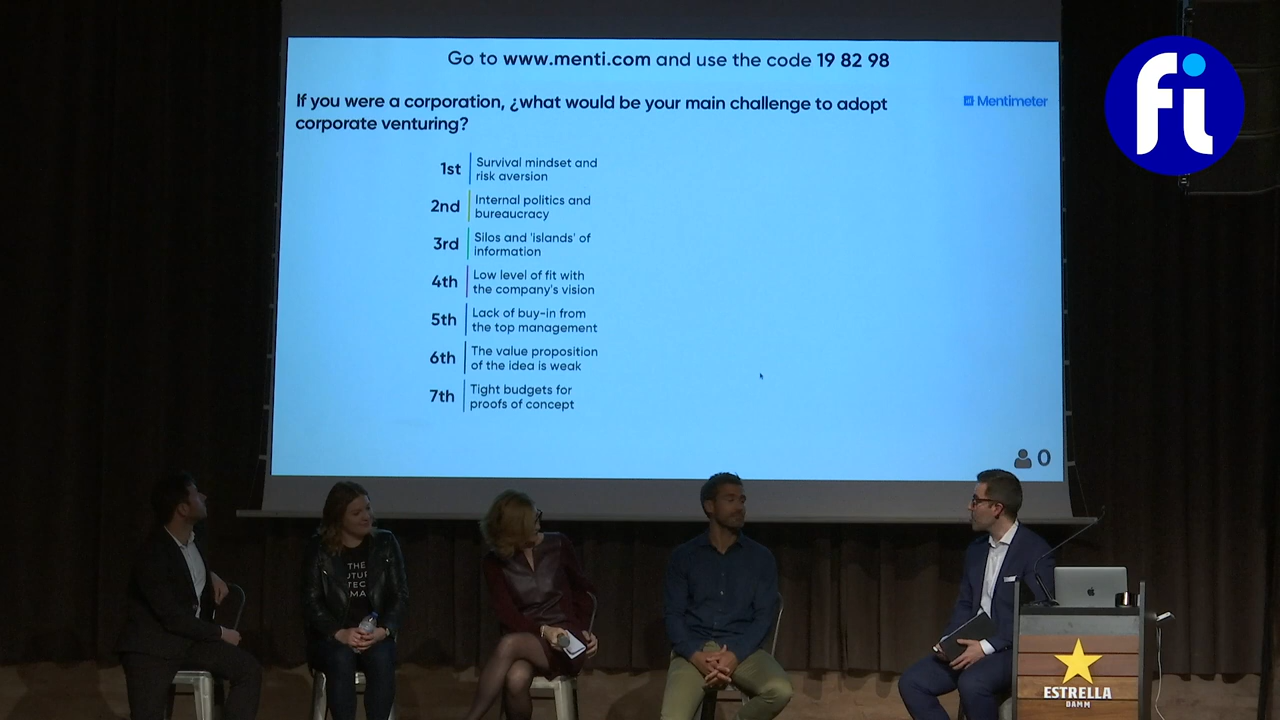 Go to www.menti.com and use the code 19 82 98
If you were a corporation, ¿what would be your main challenge to adopt
corporate venturing?
Mentimeter
1st
Survival mindset and
risk aversion
2nd
Internal politics and
bureaucracy
3rd
Silos and 'islands' of
information
4th
Low level of fit with
the company's vision
5th
Lack of buy-in from
the top management
6th
The value proposition
of the idea is weak
7th
Tight budgets for
proofs of concept
0
fi
THE
UTU
TEC
MA
ESTRELLA
DAMM